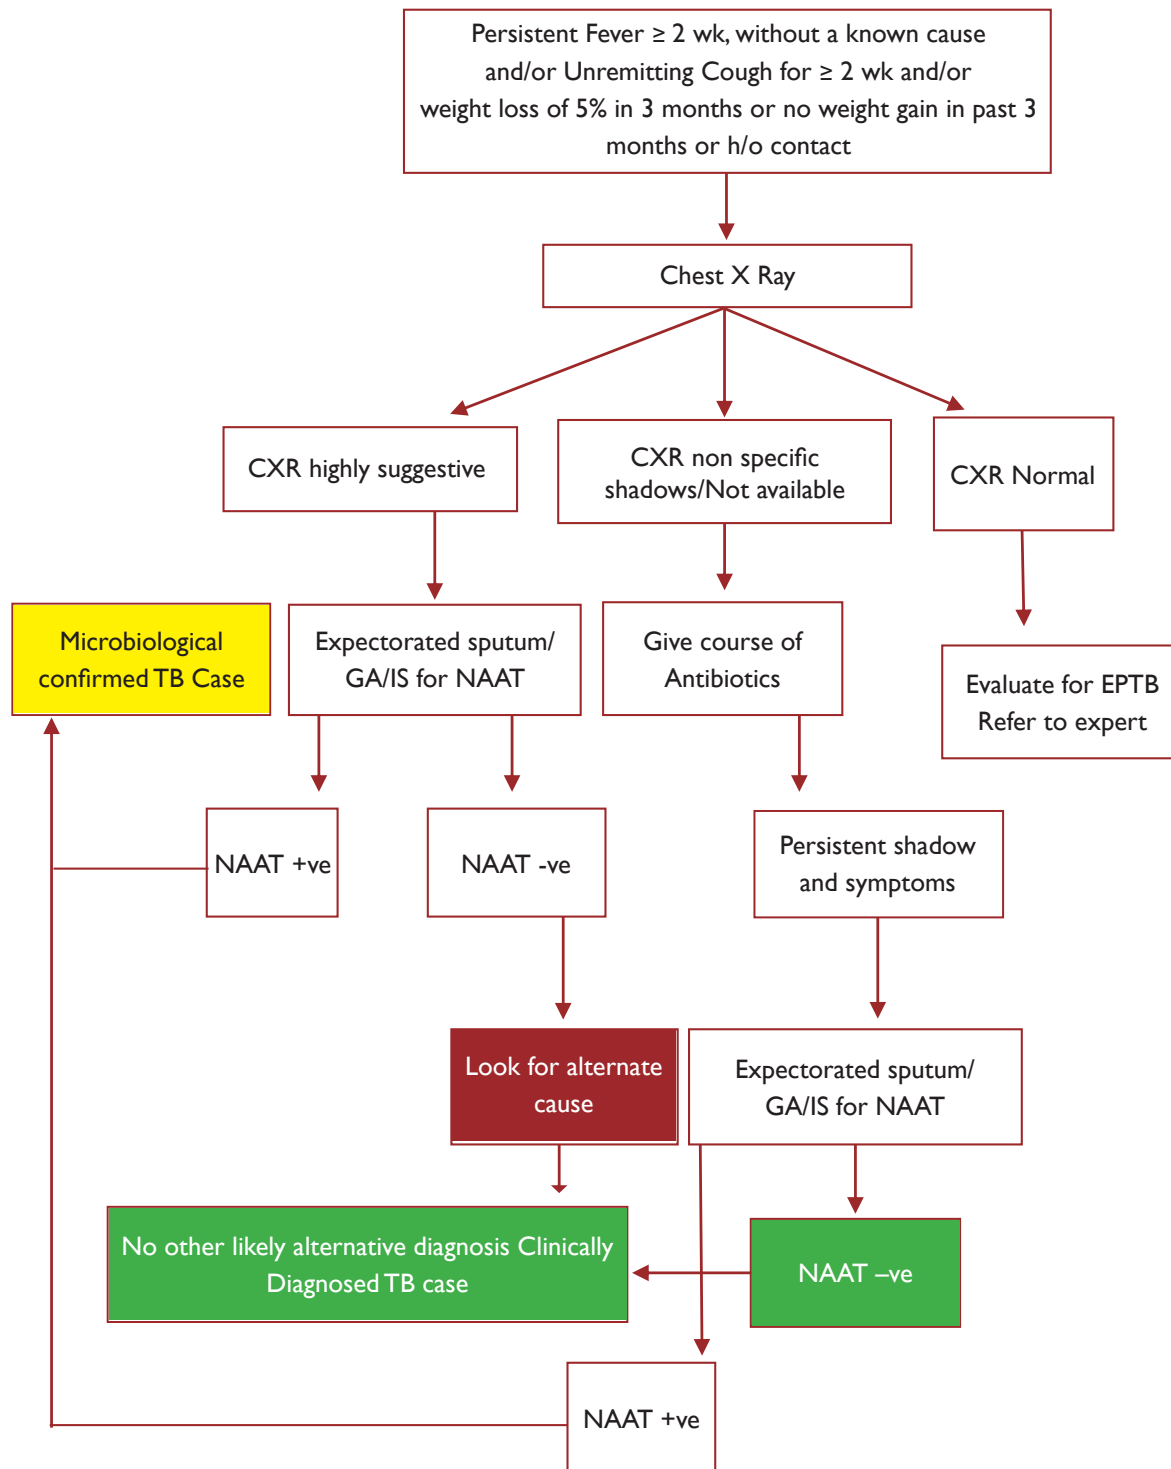 Persistent Fever ≥ 2 wk, without a known cause
and/or Unremitting Cough for ≥ 2 wk and/or
weight loss of 5% in 3 months or no weight gain in past 3
months or h/o contact
Chest X Ray
CXR highly suggestive
CXR non specific
shadows/Not available
CXR Normal
Microbiological
confirmed TB Case
Expectorated sputum/
GA/IS for NAAT
Give course of
Antibiotics
Evaluate for EPTB
Refer to expert
NAAT +ve
NAAT -ve
Persistent shadow
and symptoms
Look for alternate
cause
Expectorated sputum/
GA/IS for NAAT
No other likely alternative diagnosis Clinically
Diagnosed TB case
NAAT –ve
NAAT +ve